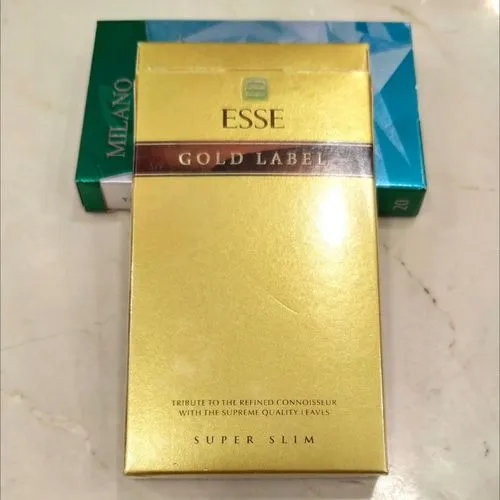 MILANO
ESSE
GOLD LABEL
TRIBUTE TO THE REFINED CONNOISSEUR
WITH THE SUPREME QUALITY LEAVES
SUPER SLIM
20